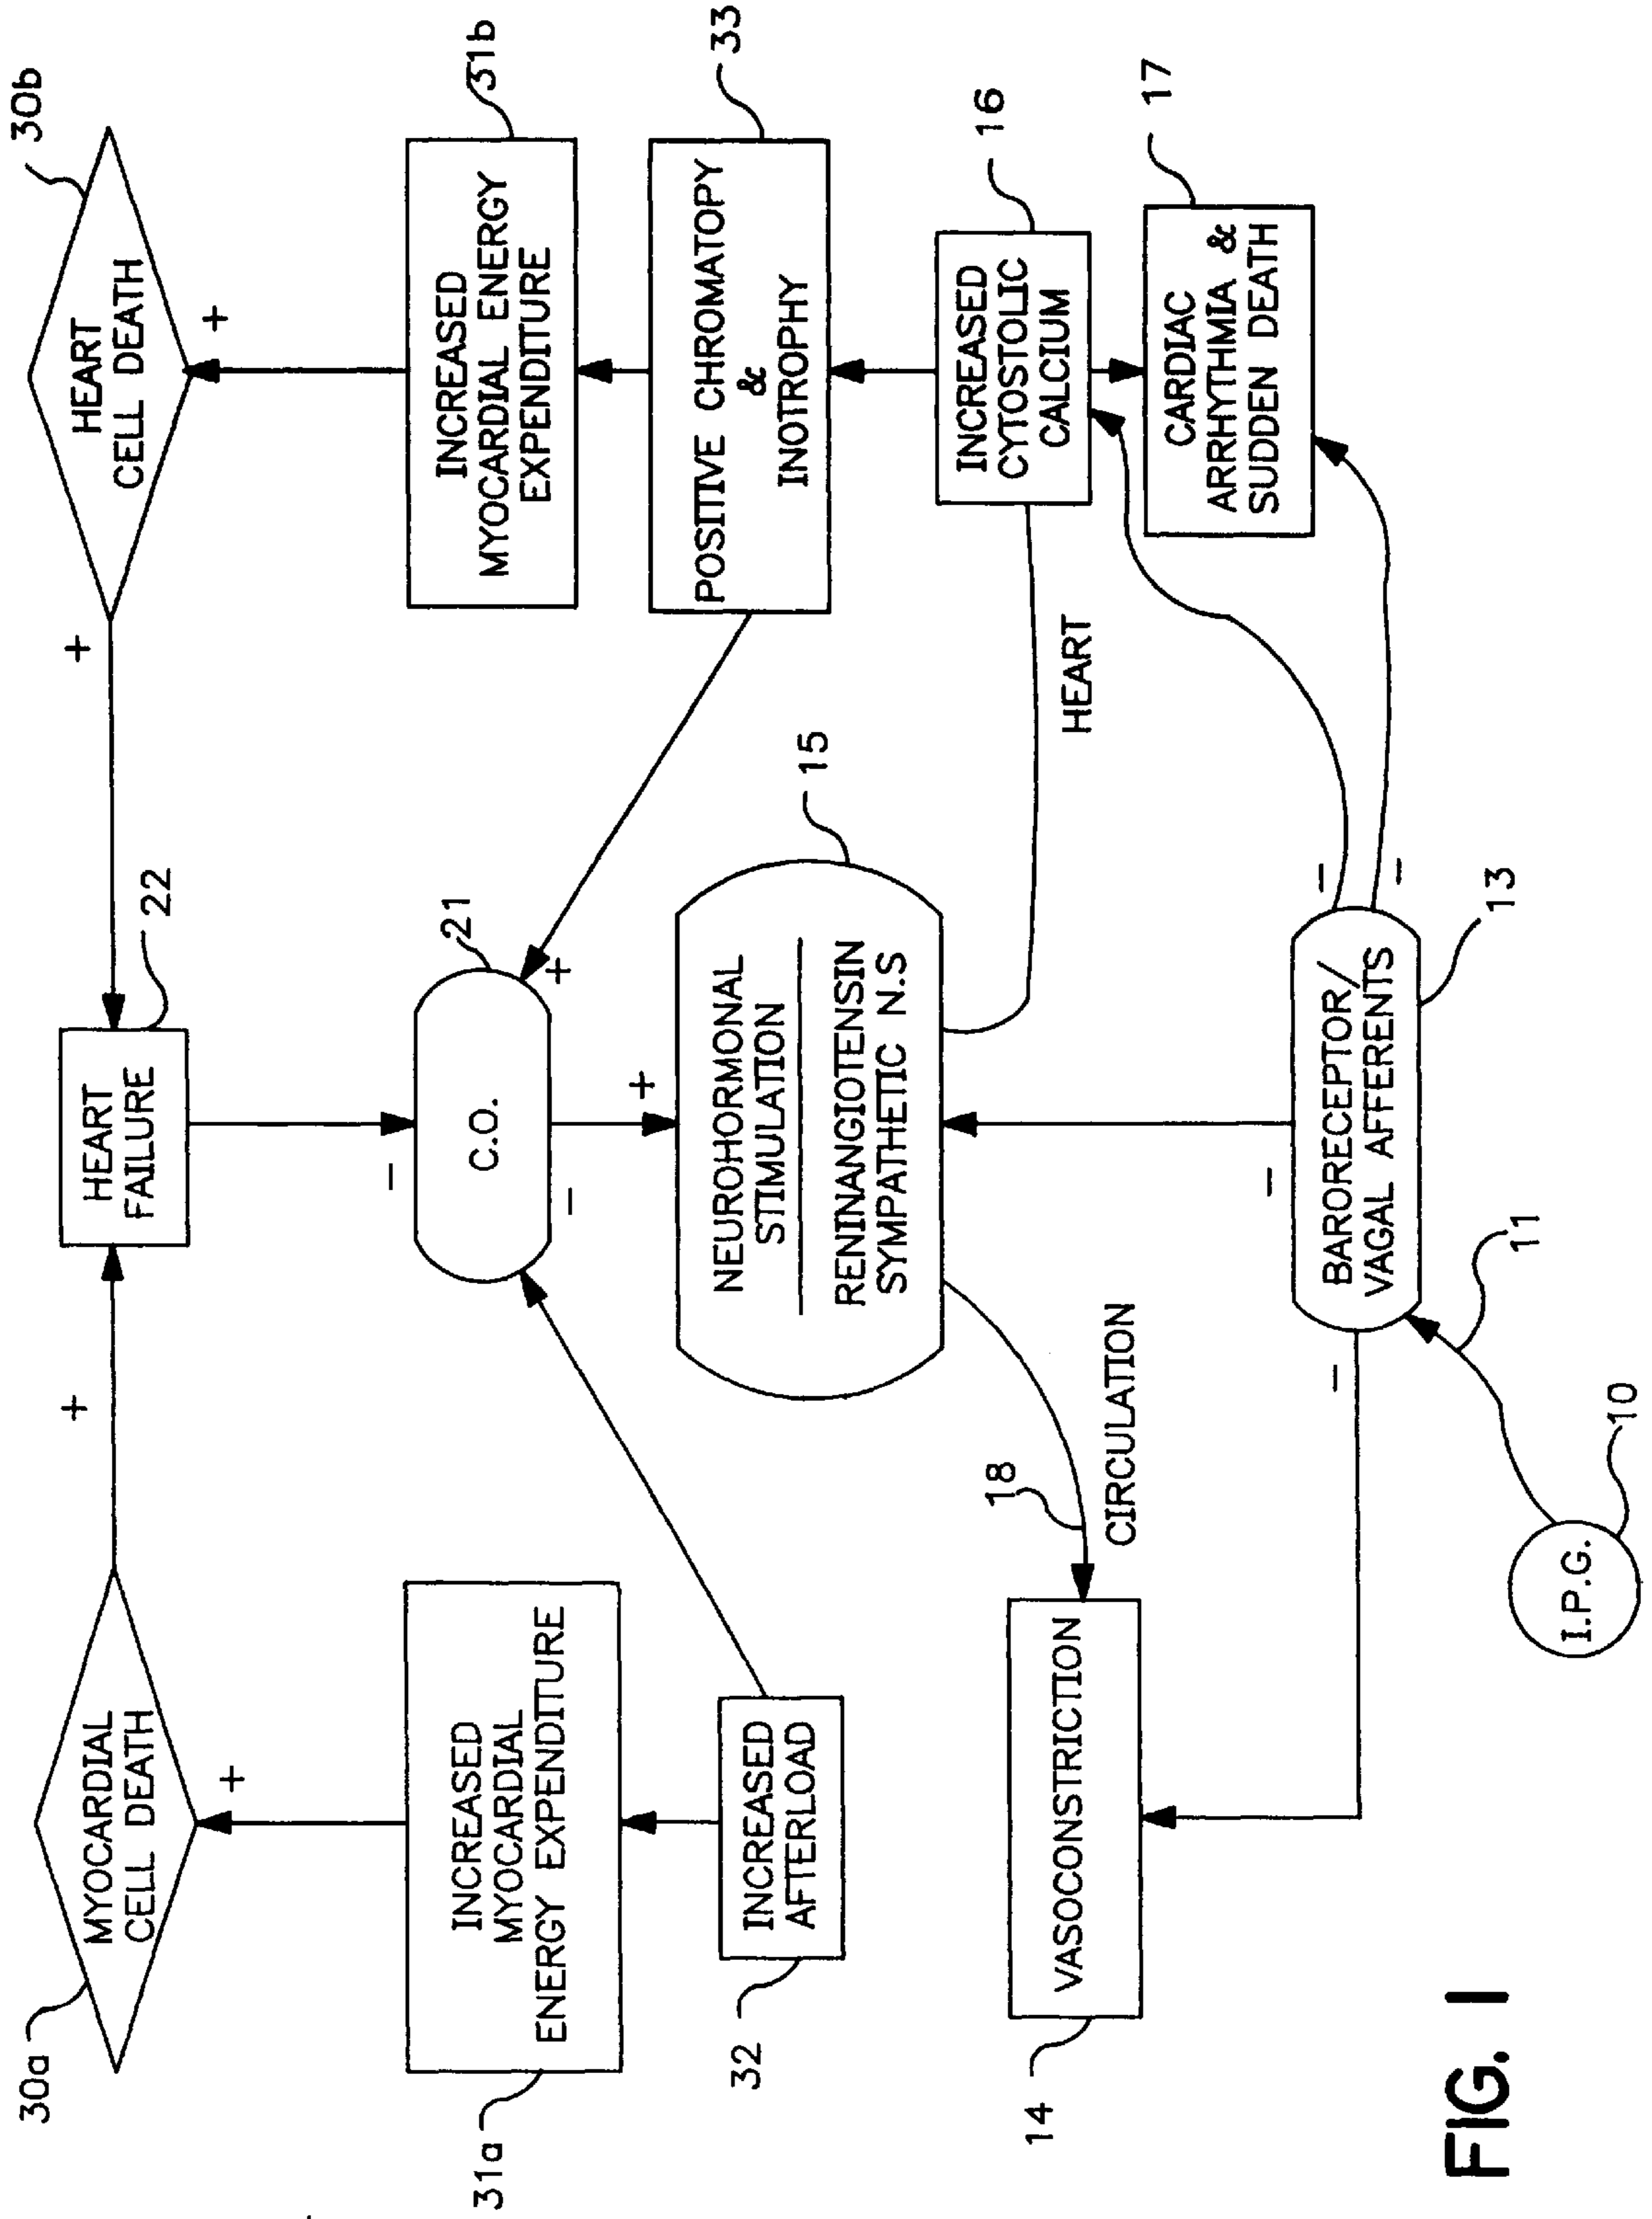 30a
MYOCARDIAL
CELL DEATH
+
+
HEART
FAILURE
22
+
HEART
CELL DEATH
30b
+
31a
INCREASED
MYOCARDIAL
ENERGY EXPENDITURE
−
C.O.
21
−
+
+
INCREASED
MYOCARDIAL ENERGY
EXPENDITURE
31b
32
INCREASED
AFTERLOAD
NEUROHORMONAL
STIMULATION
RENINANGIOTENSIN
SYMPATHETIC N.S
15
POSITIVE CHROMATOPY
&
INOTROPHY
33
14
VASOCONSTRICTION
18
CIRCULATION
HEART
INCREASED
CYTOSTOLIC
CALCIUM
16
CARDIAC
ARRHYTHMIA &
SUDDEN DEATH
17
−
−
−
−
BARORECEPTOR/
VAGAL AFFERENTS
13
11
I.P.G.
10
FIG. 1